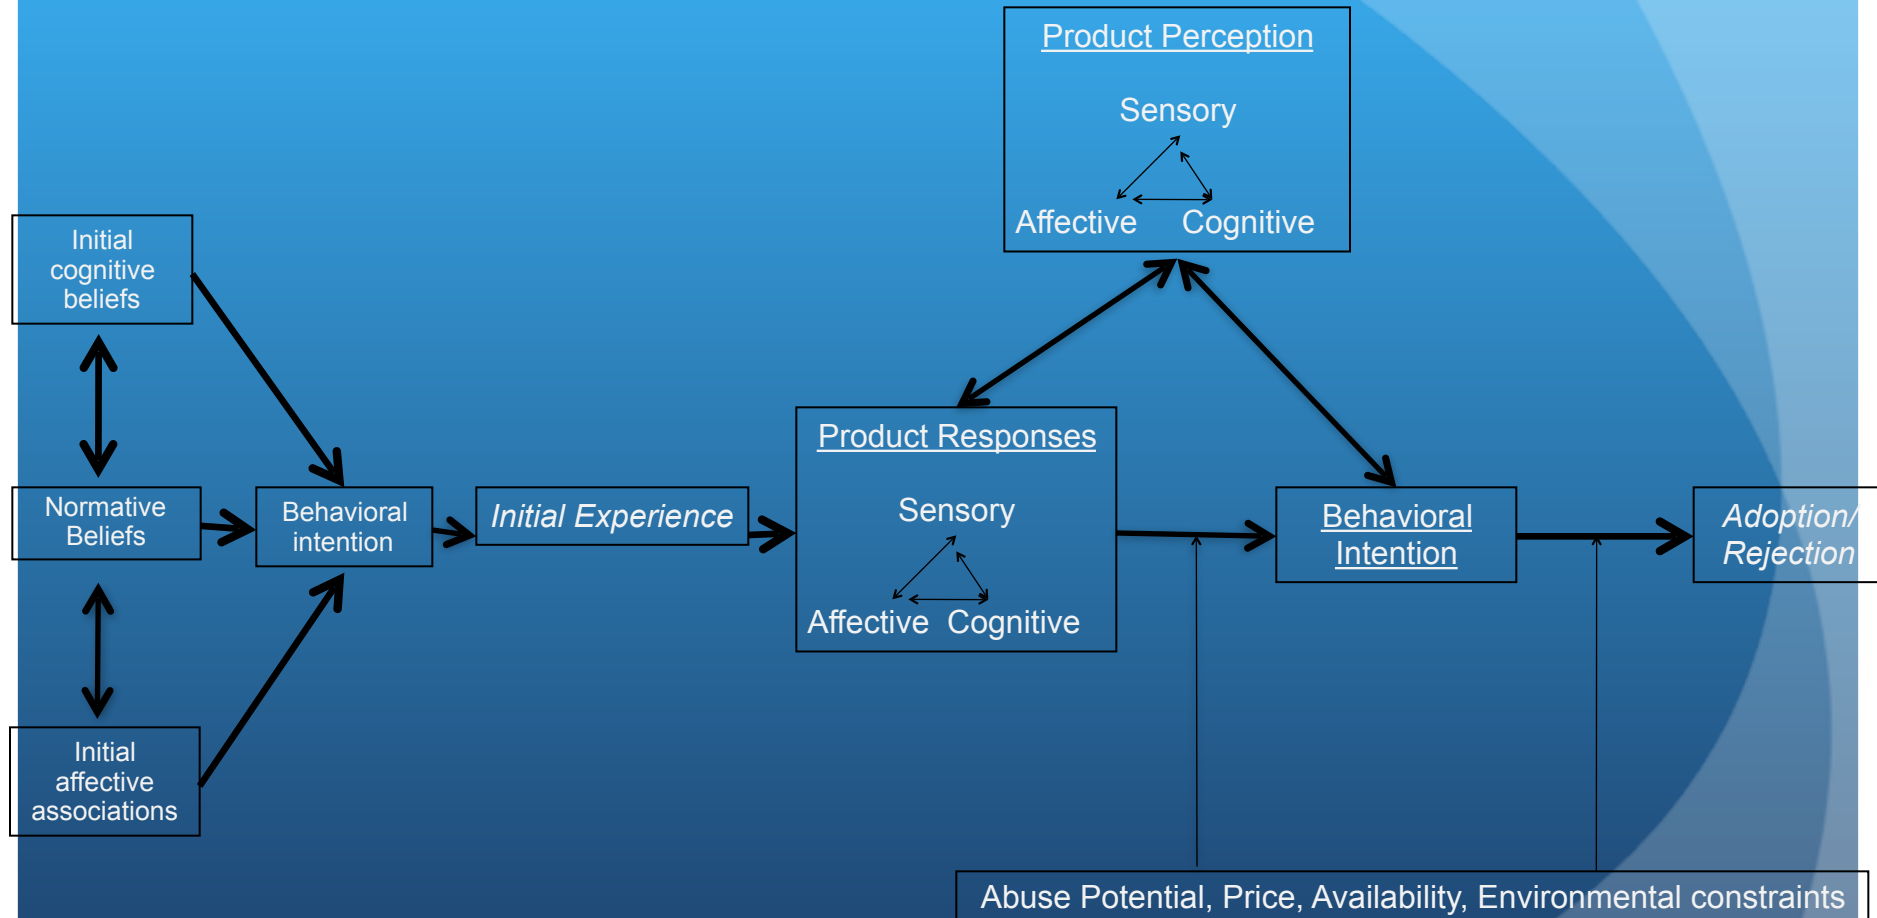 Product Perception
Sensory
Affective Cognitive
Initial
cognitive
beliefs
Normative
Beliefs
Initial
affective
associations
Behavioral
intention
Initial Experience
Product Responses
Sensory
Affective Cognitive
Behavioral
Intention
Adoption/
Rejection
Abuse Potential, Price, Availability, Environmental constraints